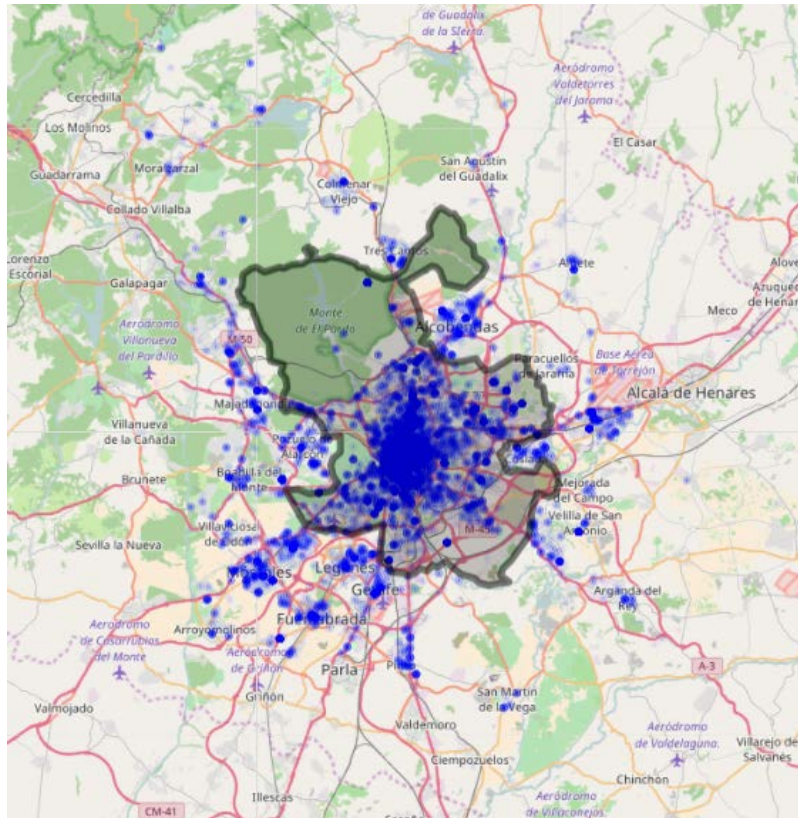 de Guadalix
de la Sierra.
Aeródromo
Valdetorres
del Jarama
Cercedilla
Los Molinos
El Casar
Moralzarzal
San Agustín
del Guadalix
Guadarrama
Colmenar
Viejo
Collado Villalba
Lorenzo
Escorial
Tres Cantos
Galapagar
Algete
Alove
Azuque
de Henar
Meco
Monte
de El Pardo
Alcobendas
Aeródromo
Villanueva
del Pardillo
M-50
Paracuellos
de Jarama
Base Aérea
de Torrejón
Alcalá de Henares
Villanueva
de la Cañada
Pozuelo de
Alarcón
Boadilla del
Monte
Brunete
Mejorada
del Campo
Velilla de San
Antonio
M-45
Sevilla la Nueva
Villaviciosa
de Odón
Móstoles
Leganés
Getafe
Arganda del
Rey
Fuenlabrada
Aeródromo
de Casarrubios
del Monte
Arroyomolinos
Aeródromo
de Griñón
Parla
A-3
Griñón
San Martín
de la Vega
Valmojado
Valdemoro
Aeródromo
de Valdelaguna.
Villarejo de
Salvanés
Ciempozuelos
Chinchón
Illescas
CM-41
Aeródromo
de Villaconejos.